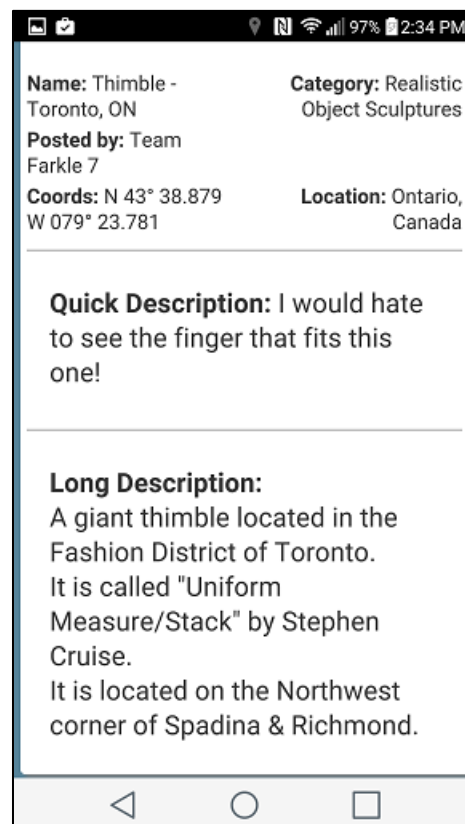 97% 2:34 PM
Name: Thimble - Category: Realistic
Toronto, ON Object Sculptures
Posted by: Team
Farkle 7
Coords: N 43° 38.879 Location: Ontario,
W 079° 23.781 Canada
Quick Description: I would hate
to see the finger that fits this
one!
Long Description:
A giant thimble located in the
Fashion District of Toronto.
It is called "Uniform
Measure/Stack" by Stephen
Cruise.
It is located on the Northwest
corner of Spadina & Richmond.